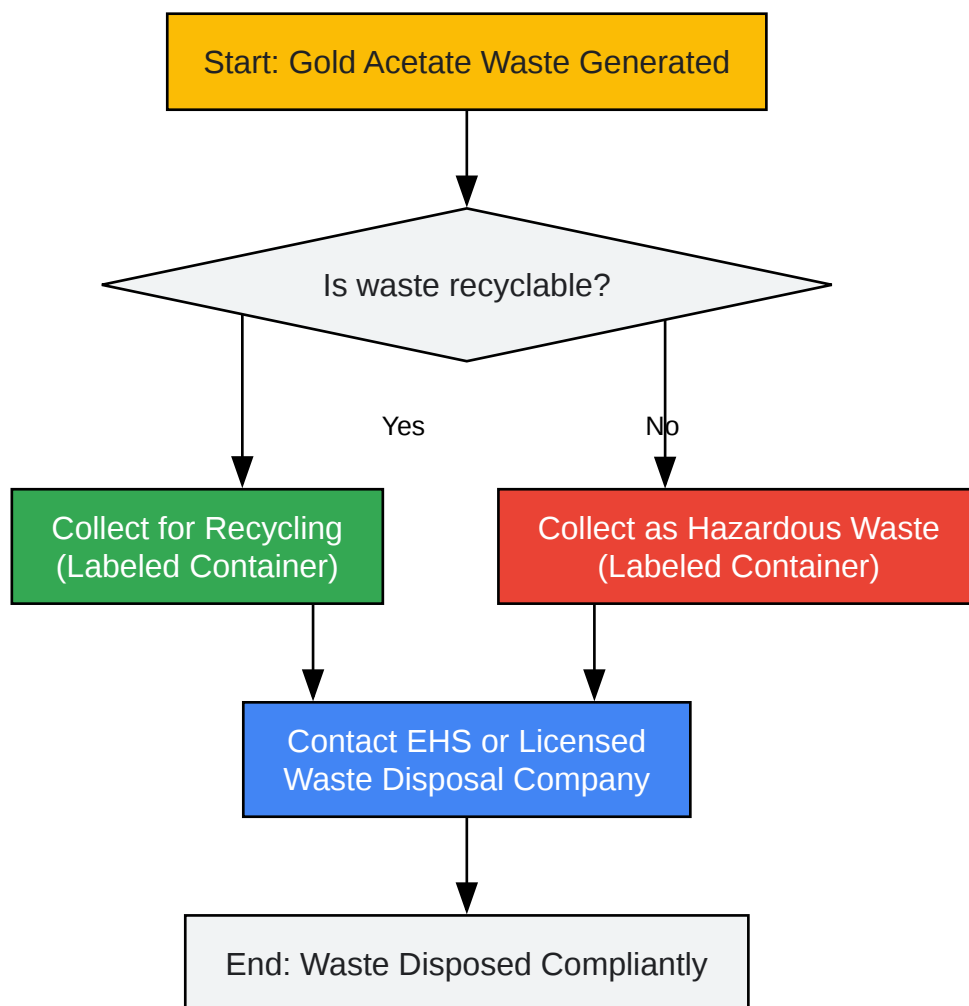 Start: Gold Acetate Waste Generated
Is waste recyclable?
Yes
No
Collect for Recycling
(Labeled Container)
Collect as Hazardous Waste
(Labeled Container)
Contact EHS or Licensed
Waste Disposal Company
End: Waste Disposed Compliantly